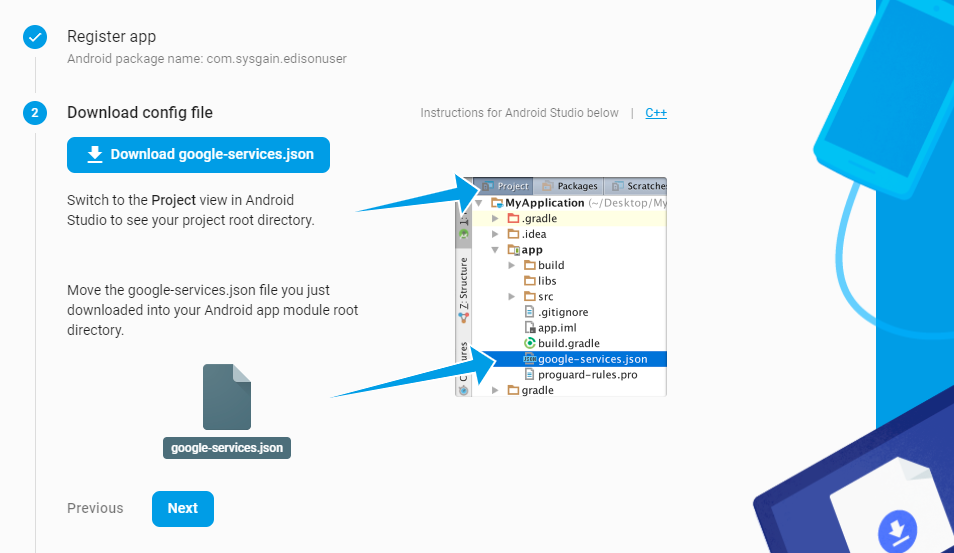 Register app
Android package name: com.sysgain.edisonuser
2
Download config file
Instructions for Android Studio below | C++
Download google-services.json
Switch to the Project view in Android
Studio to see your project root directory.
Move the google-services.json file you just
downloaded into your Android app module root
directory.
google-services.json
Previous
Next
Project
Packages
Scratches
MyApplication (~/Desktop/My
.gradle
.idea
app
build
libs
src
.gitignore
app.iml
build.gradle
google-services.json
proguard-rules.pro
gradle
Z: Structure